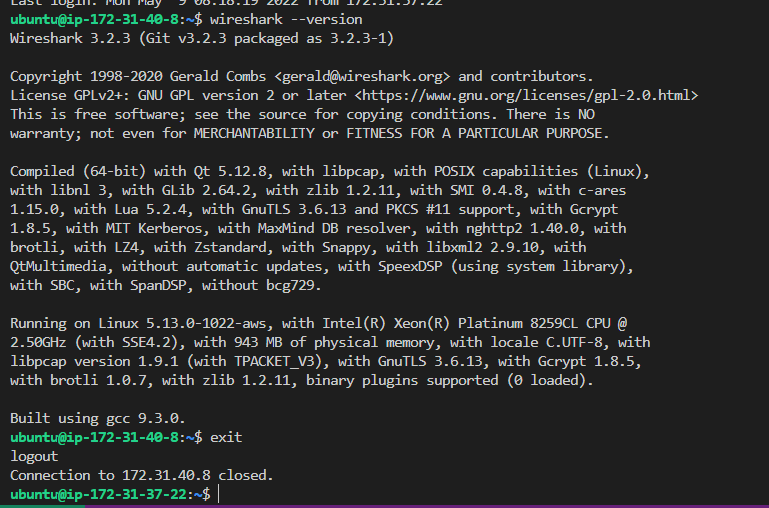 Last login: Mon May  9 08:18:19 2022 from 172.31.37.22
ubuntu@ip-172-31-40-8:~$ wireshark --version
Wireshark 3.2.3 (Git v3.2.3 packaged as 3.2.3-1)
Copyright 1998-2020 Gerald Combs <gerald@wireshark.org> and contributors.
License GPLv2+: GNU GPL version 2 or later <https://www.gnu.org/licenses/gpl-2.0.html>
This is free software; see the source for copying conditions. There is NO
warranty; not even for MERCHANTABILITY or FITNESS FOR A PARTICULAR PURPOSE.
Compiled (64-bit) with Qt 5.12.8, with libpcap, with POSIX capabilities (Linux),
with libnl 3, with GLib 2.64.2, with zlib 1.2.11, with SMI 0.4.8, with c-ares
1.15.0, with Lua 5.2.4, with GnuTLS 3.6.13 and PKCS #11 support, with Gcrypt
1.8.5, with MIT Kerberos, with MaxMind DB resolver, with nghttp2 1.40.0, with
brotli, with LZ4, with Zstandard, with Snappy, with libxml2 2.9.10, with
QtMultimedia, without automatic updates, with SpeexDSP (using system library),
with SBC, with SpanDSP, without bcg729.
Running on Linux 5.13.0-1022-aws, with Intel(R) Xeon(R) Platinum 8259CL CPU @
2.50GHz (with SSE4.2), with 943 MB of physical memory, with locale C.UTF-8, with
libpcap version 1.9.1 (with TPACKET_V3), with GnuTLS 3.6.13, with Gcrypt 1.8.5,
with brotli 1.0.7, with zlib 1.2.11, binary plugins supported (0 loaded).
Built using gcc 9.3.0.
ubuntu@ip-172-31-40-8:~$ exit
logout
Connection to 172.31.40.8 closed.
ubuntu@ip-172-31-37-22:~$